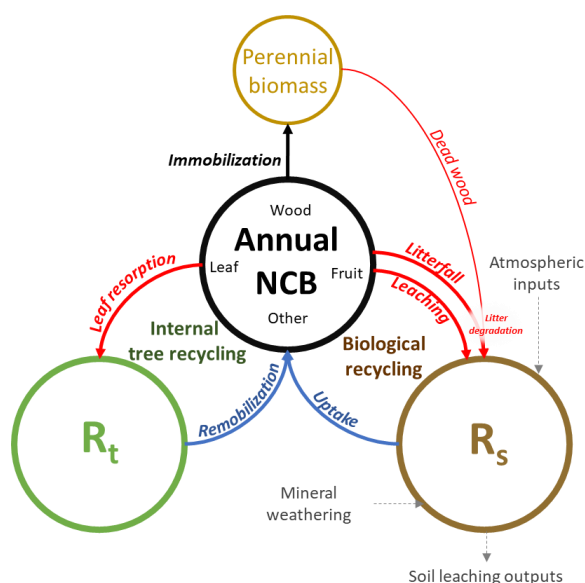 Perennial
biomass
Dead wood
Immobilization
Wood
Annual
NCB
Leaf
Fruit
Other
Leaf resorption
Litterfall
Leaching
Atmospheric
inputs
Litter
degradation
Internal
tree recycling
Biological
recycling
Remobilization
Uptake
Rt
Rs
Mineral
weathering
Soil leaching outputs